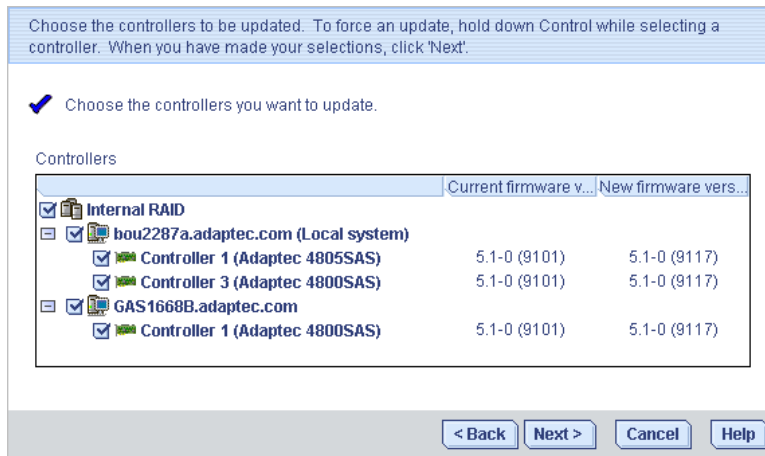 Choose the controllers to be updated. To force an update, hold down Control while selecting a
controller. When you have made your selections, click 'Next'.
Choose the controllers you want to update.
Controllers
Current firmware v... New firmware vers...
Internal RAID
bou2287a.adaptec.com (Local system)
Controller 1 (Adaptec 4805SAS) 5.1-0 (9101) 5.1-0 (9117)
Controller 3 (Adaptec 4800SAS) 5.1-0 (9101) 5.1-0 (9117)
GAS1668B.adaptec.com
Controller 1 (Adaptec 4800SAS) 5.1-0 (9101) 5.1-0 (9117)
< Back Next > Cancel Help